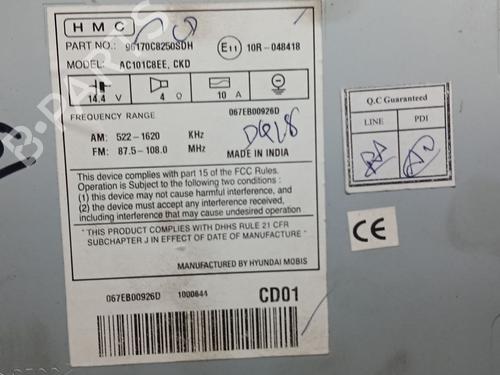 HMC
PART NO.: 96170C8250SDH
E11 10R-048418
MODEL: AC101C8EE, CKD
14.4 V
4 Ω
10 A
FREQUENCY RANGE
067EB00926D
AM: 522-1620 KHz
FM: 87.5-108.0 MHz
MADE IN INDIA
This device complies with part 15 of the FCC Rules.
Operation is Subject to the following two conditions :
(1) this device may not cause harmful interference, and
(2) the device must accept any interference received,
including interference that may cause undesired operation
"THIS PRODUCT COMPLIES WITH DHHS RULE 21 CFR
SUBCHAPTER J IN EFFECT OF DATE OF MANUFACTURE"
MANUFACTURED BY HYUNDAI MOBIS
067EB00926D 1000644 CD01
Q.C Guaranteed
LINE PDI
CE
B-PARTS